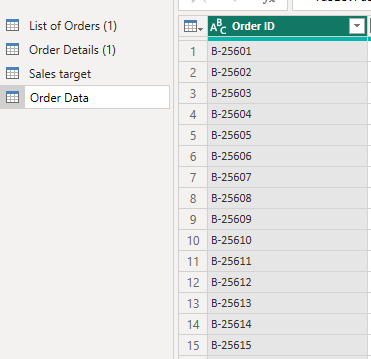 List of Orders (1)
Order Details (1)
Sales target
Order Data
ABC Order ID
1 B-25601
2 B-25602
3 B-25603
4 B-25604
5 B-25605
6 B-25606
7 B-25607
8 B-25608
9 B-25609
10 B-25610
11 B-25611
12 B-25612
13 B-25613
14 B-25614
15 B-25615